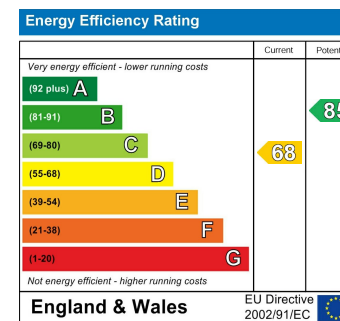 Energy Efficiency Rating
Current Potent
Very energy efficient - lower running costs
(92 plus) A
(81-91) B 85
(69-80) C 68
(55-68) D
(39-54) E
(21-38) F
(1-20) G
Not energy efficient - higher running costs
England & Wales EU Directive
2002/91/EC